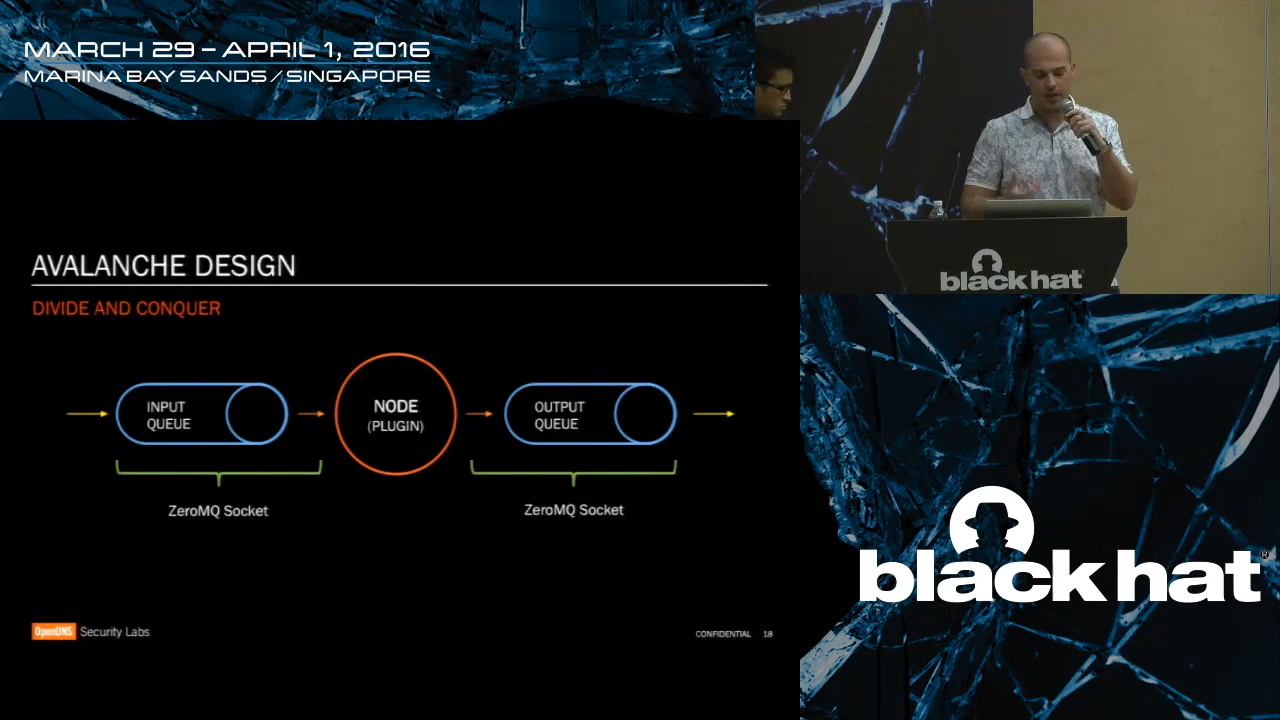 MARCH 29 – APRIL 1, 2016
MARINA BAY SANDS / SINGAPORE
AVALANCHE DESIGN
DIVIDE AND CONQUER
INPUT
QUEUE
NODE
(PLUGIN)
OUTPUT
QUEUE
ZeroMQ Socket
ZeroMQ Socket
OpenDNS Security Labs
CONFIDENTIAL 18
black hat
black hat®